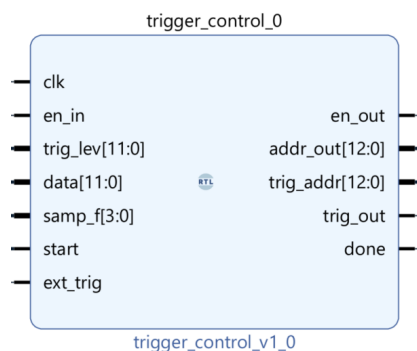 trigger_control_0
clk
en_in
trig_lev[11:0]
data[11:0]
samp_f[3:0]
start
ext_trig
RTL
en_out
addr_out[12:0]
trig_addr[12:0]
trig_out
done
trigger_control_v1_0